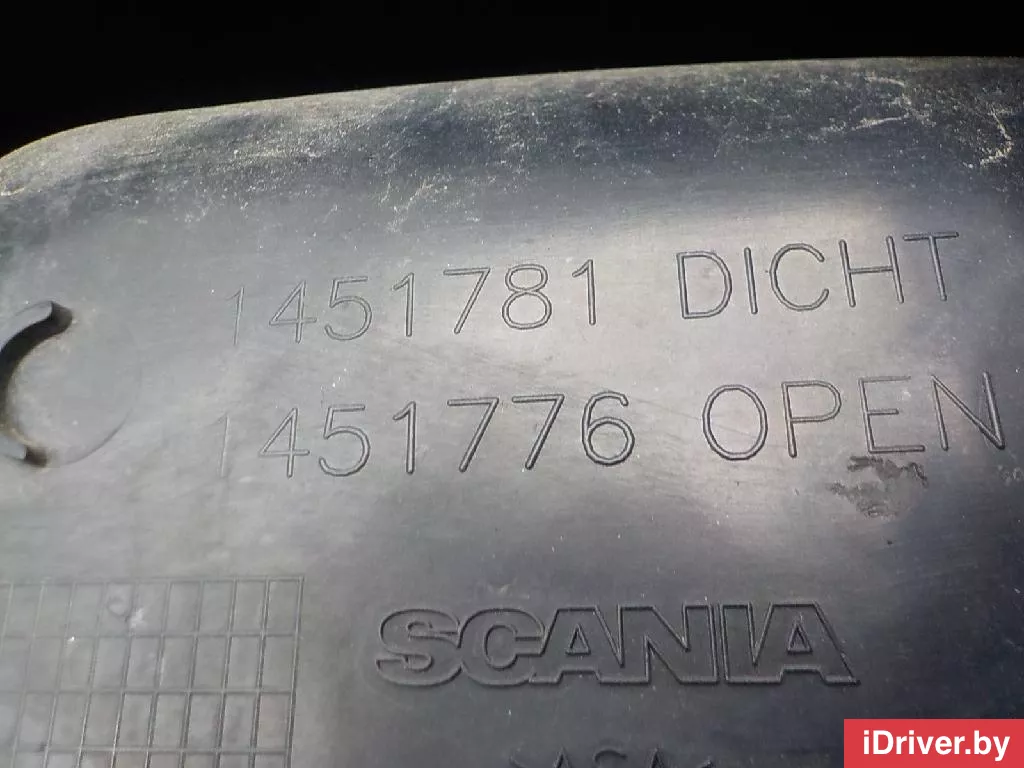 1451781 DICHT
1451776 OPEN
SCANIA
iDriver.by